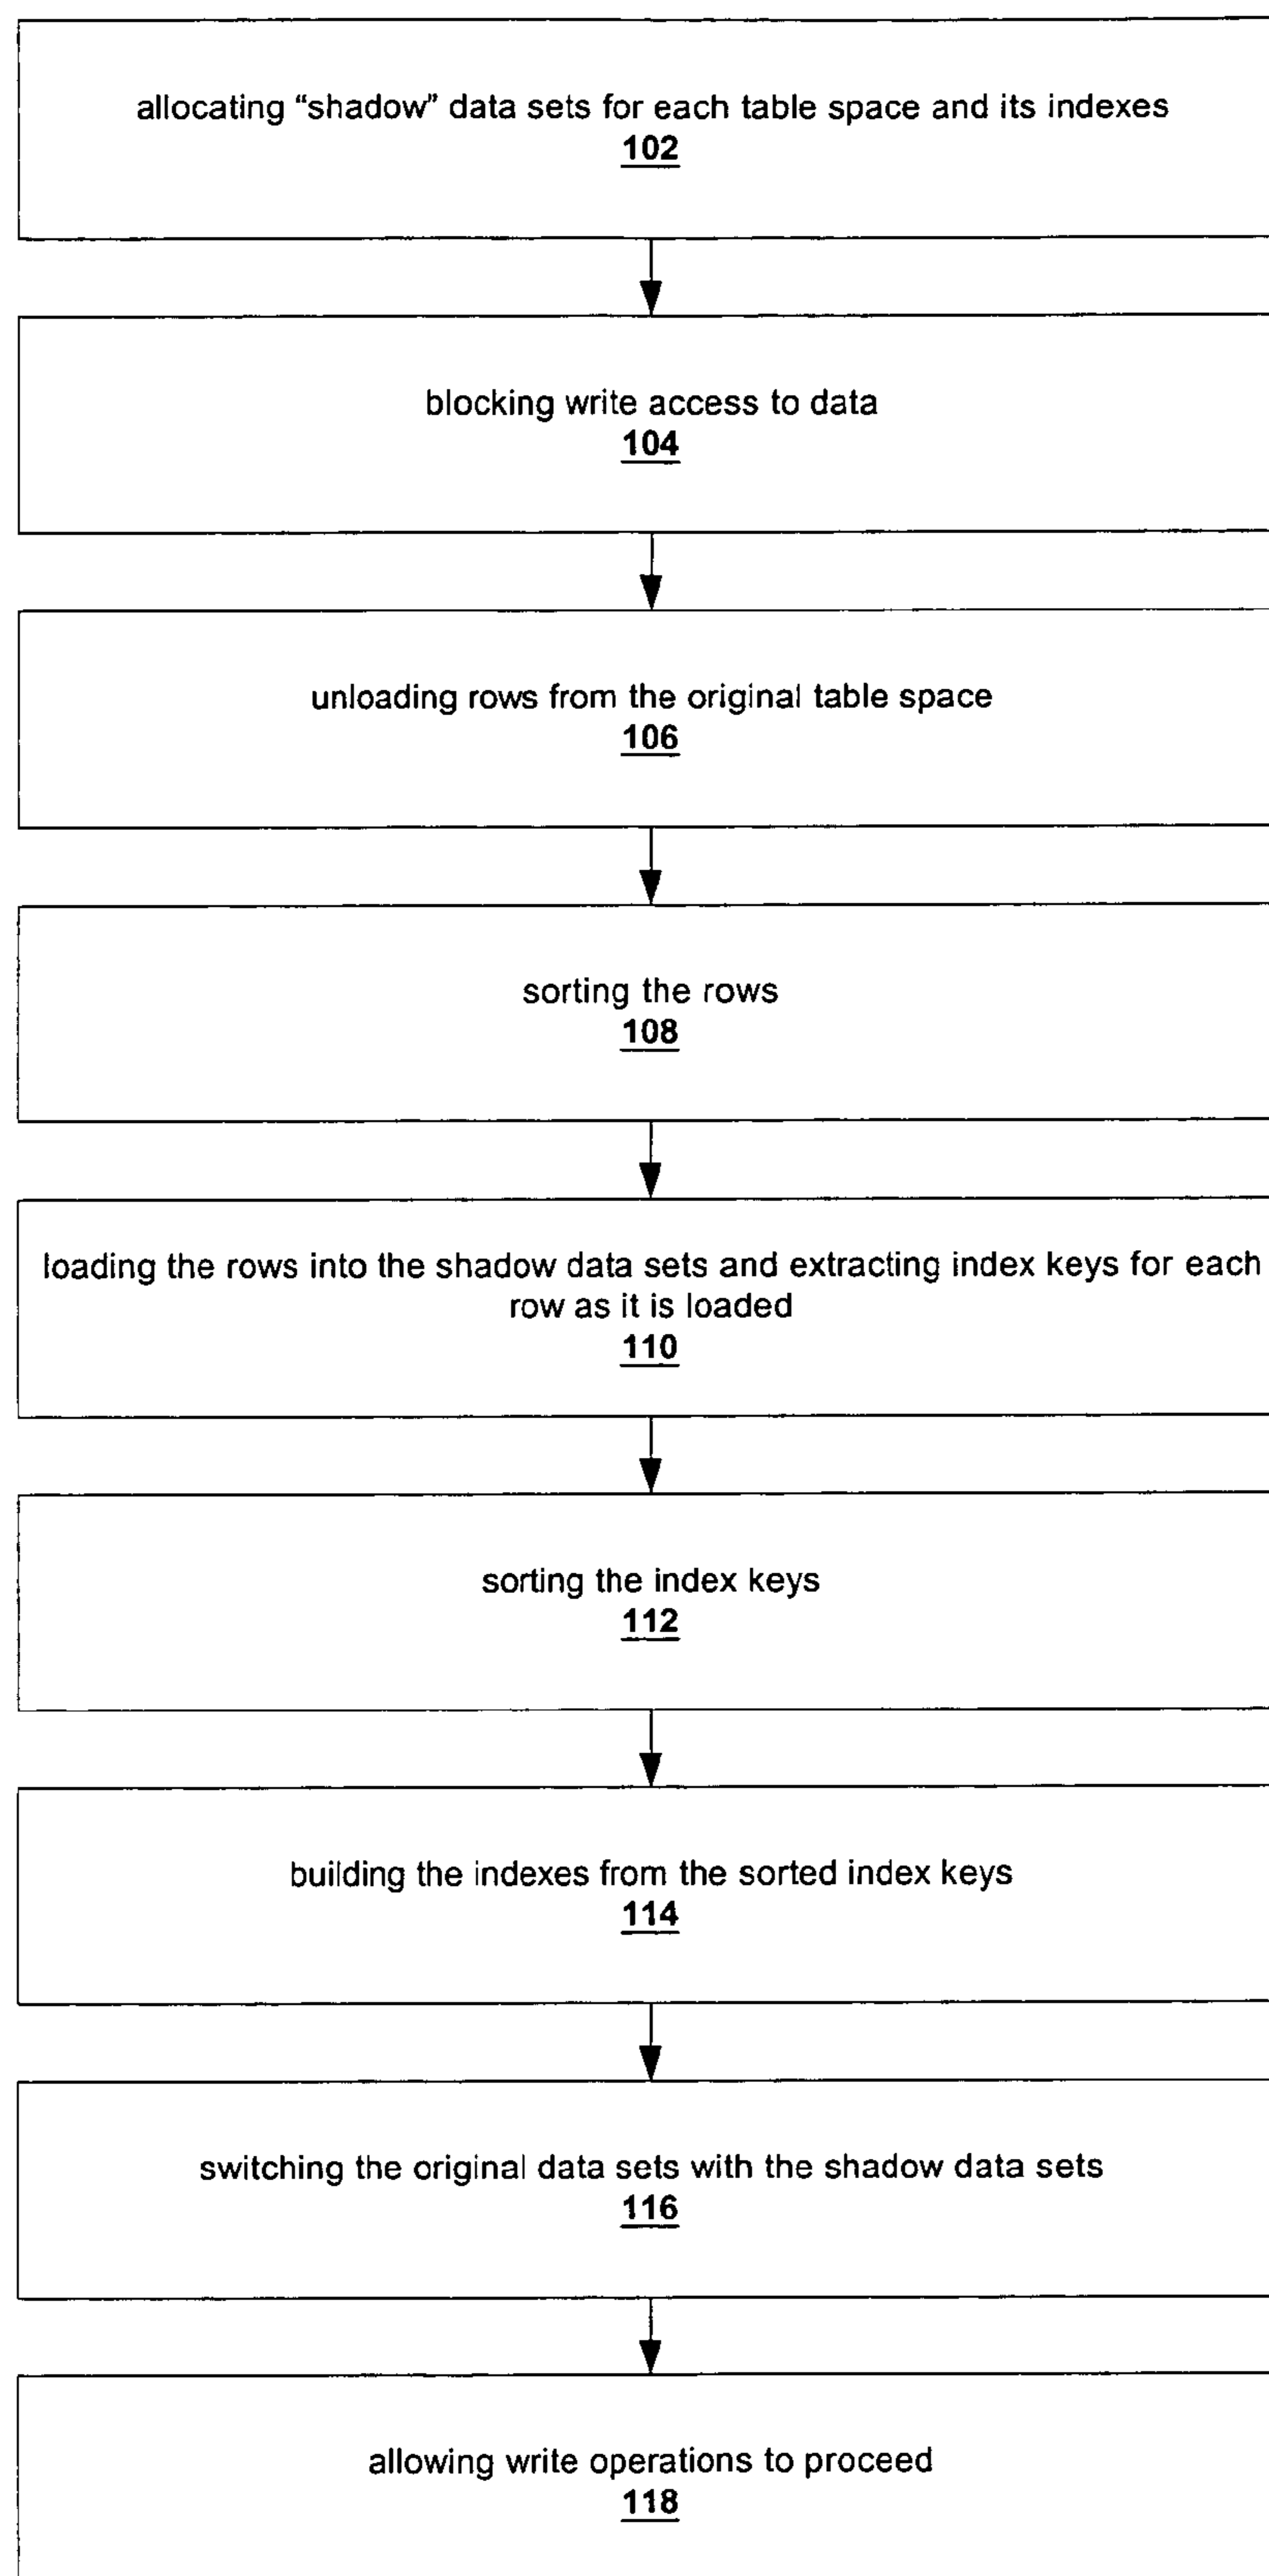 allocating “shadow” data sets for each table space and its indexes
102
blocking write access to data
104
unloading rows from the original table space
106
sorting the rows
108
loading the rows into the shadow data sets and extracting index keys for each
row as it is loaded
110
sorting the index keys
112
building the indexes from the sorted index keys
114
switching the original data sets with the shadow data sets
116
allowing write operations to proceed
118